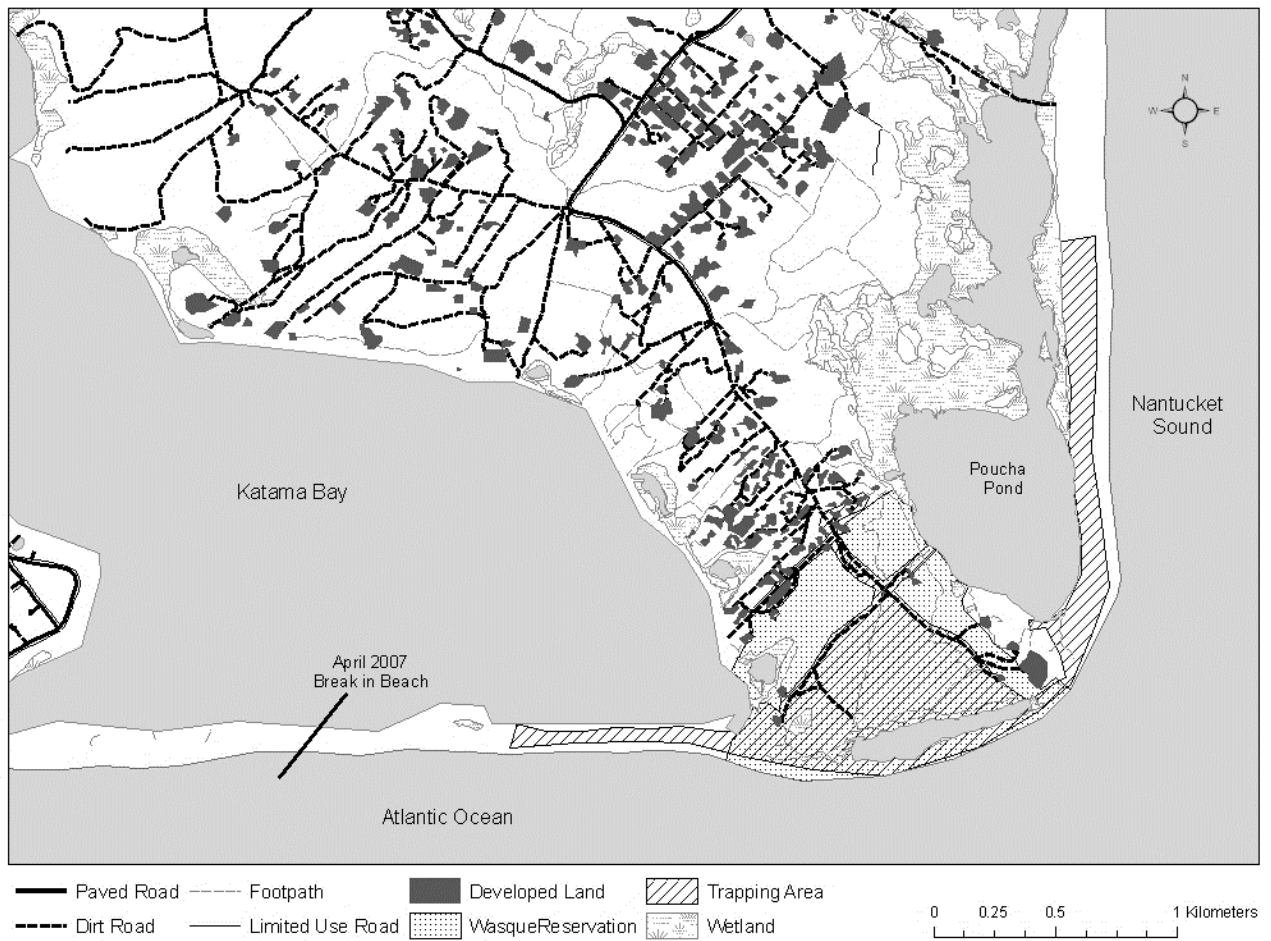 N
W E
S
Nantucket
Sound
Poucha
Pond
Katama Bay
April 2007
Break in Beach
Atlantic Ocean
Paved Road
Footpath
Developed Land
Trapping Area
Dirt Road
Limited Use Road
WasqueReservation
Wetland
0 0.25 0.5 1 Kilometers